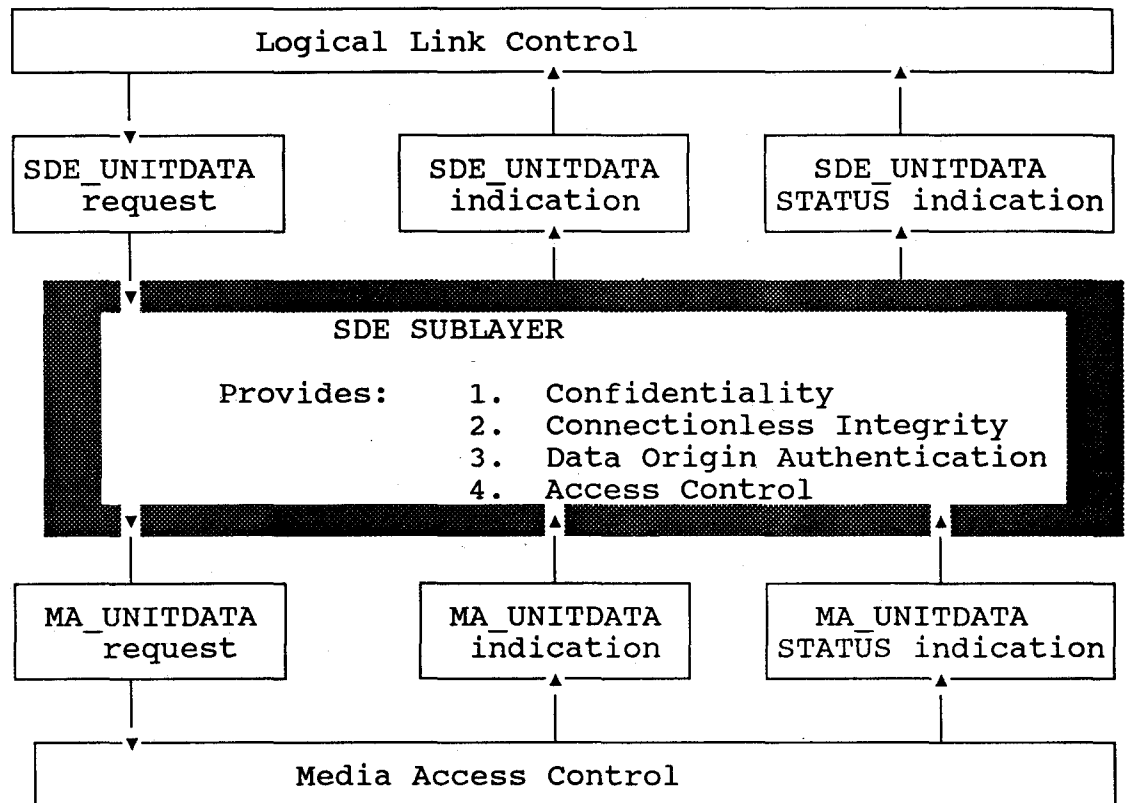 Logical Link Control
SDE_UNITDATA
request
SDE_UNITDATA
indication
SDE_UNITDATA
STATUS indication
SDE SUBLAYER
Provides: 1. Confidentiality
2. Connectionless Integrity
3. Data Origin Authentication
4. Access Control
MA_UNITDATA
request
MA_UNITDATA
indication
MA_UNITDATA
STATUS indication
Media Access Control